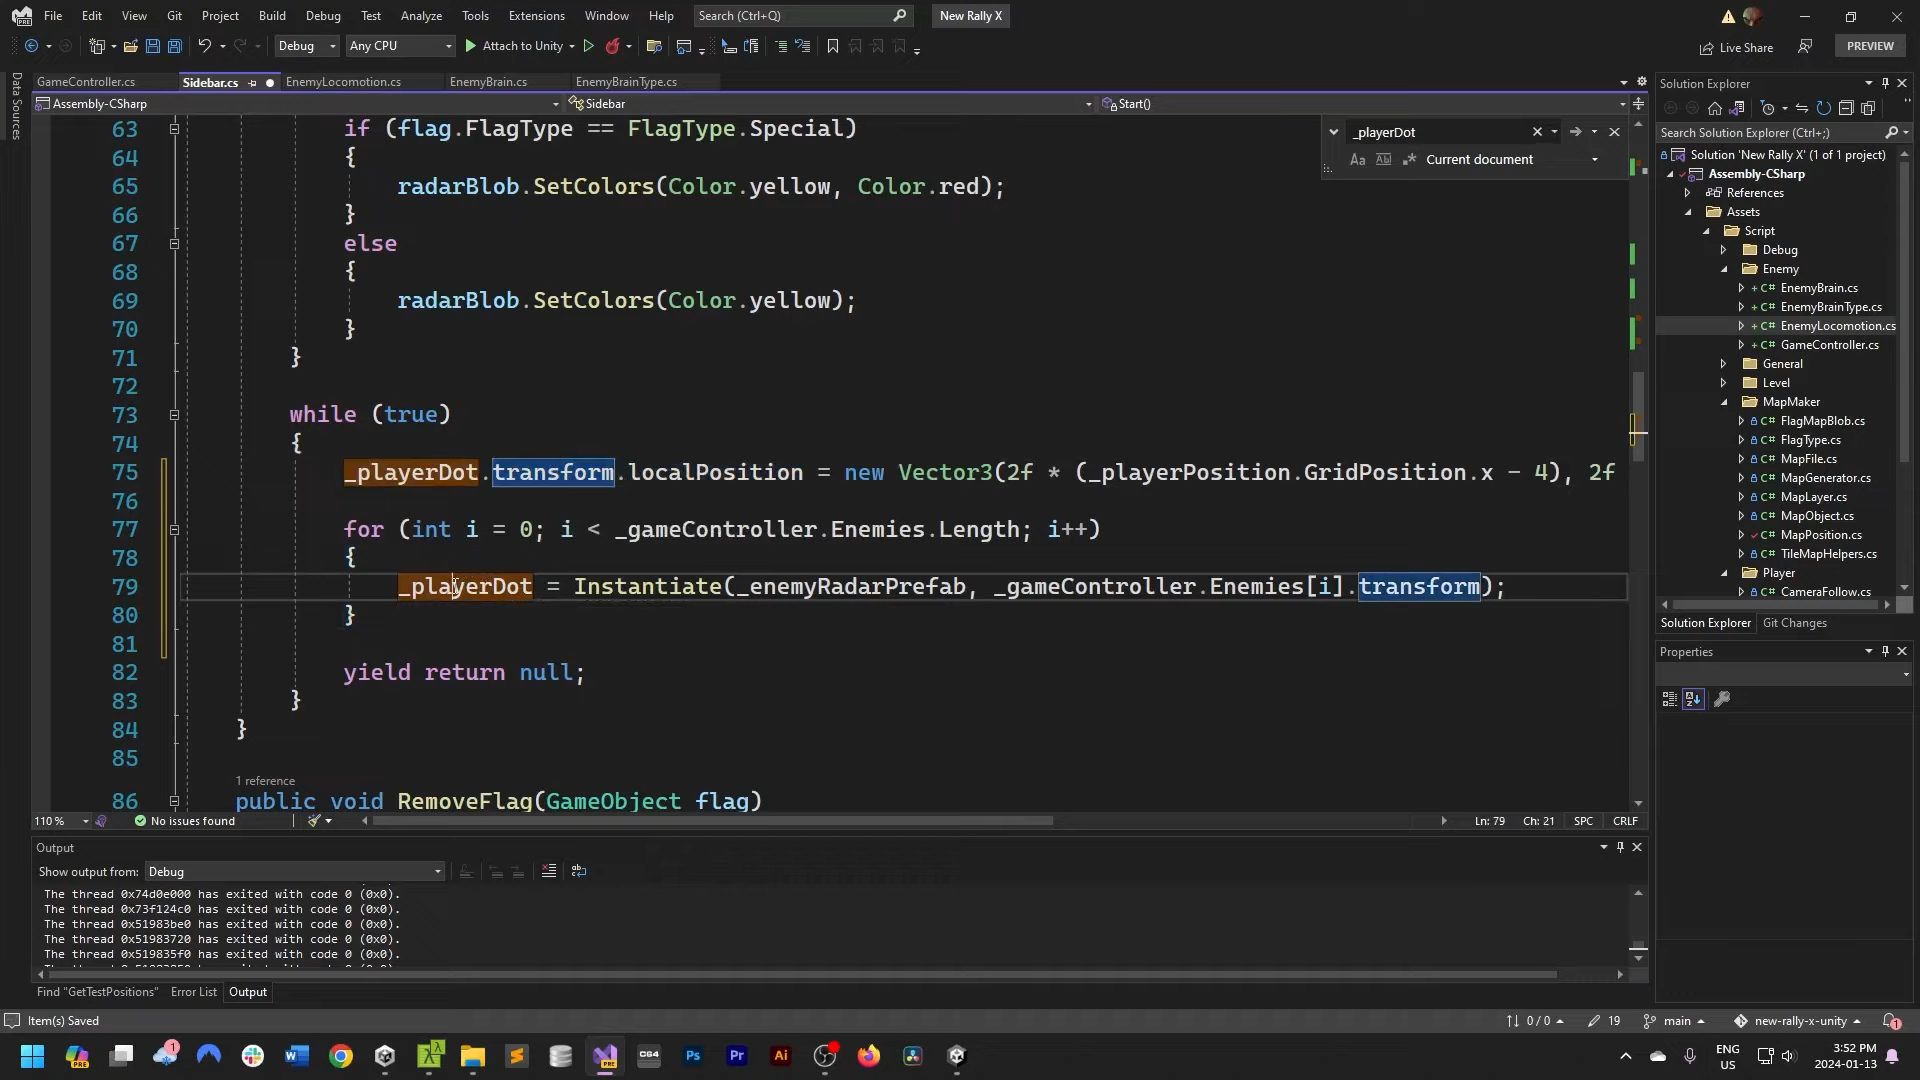 File Edit View Git Project Build Debug Test Analyze Tools Extensions Window Help Search (Ctrl+Q) New Rally X
Debug Any CPU Attach to Unity Live Share PREVIEW
Data Sources
GameController.cs Sidebar.cs EnemyLocomotion.cs EnemyBrain.cs EnemyBrainType.cs
Assembly-CSharp Sidebar Start()
_playerDot
Current document
63 if (flag.FlagType == FlagType.Special)
64 {
65 radarBlob.SetColors(Color.yellow, Color.red);
66 }
67 else
68 {
69 radarBlob.SetColors(Color.yellow);
70 }
71 }
72
73 while (true)
74 {
75 _playerDot.transform.localPosition = new Vector3(2f * (_playerPosition.GridPosition.x - 4), 2f
76
77 for (int i = 0; i < _gameController.Enemies.Length; i++)
78 {
79 _playerDot = Instantiate(_enemyRadarPrefab, _gameController.Enemies[i].transform);
80 }
81
82 yield return null;
83 }
84 }
85
1 reference
86 public void RemoveFlag(GameObject flag)
110 % No issues found Ln: 79 Ch: 21 SPC CRLF
Output
Show output from: Debug
The thread 0x74d0e000 has exited with code 0 (0x0).
The thread 0x73f124c0 has exited with code 0 (0x0).
The thread 0x51983be0 has exited with code 0 (0x0).
The thread 0x51983720 has exited with code 0 (0x0).
The thread 0x519835f0 has exited with code 0 (0x0).
Find "GetTestPositions" Error List Output
Solution Explorer
Search Solution Explorer (Ctrl+;)
Solution 'New Rally X' (1 of 1 project)
Assembly-CSharp
References
Assets
Script
Debug
Enemy
C# EnemyBrain.cs
C# EnemyBrainType.cs
C# EnemyLocomotion.cs
C# GameController.cs
General
Level
MapMaker
C# FlagMapBlob.cs
C# FlagType.cs
C# MapFile.cs
C# MapGenerator.cs
C# MapLayer.cs
C# MapObject.cs
C# MapPosition.cs
C# TileMapHelpers.cs
Player
C# CameraFollow.cs
Solution Explorer Git Changes
Properties
Item(s) Saved 0 / 0 19 main new-rally-x-unity 1
1 CG4 Ps Pr Ai ENG US 3:52 PM 2024-01-13 1